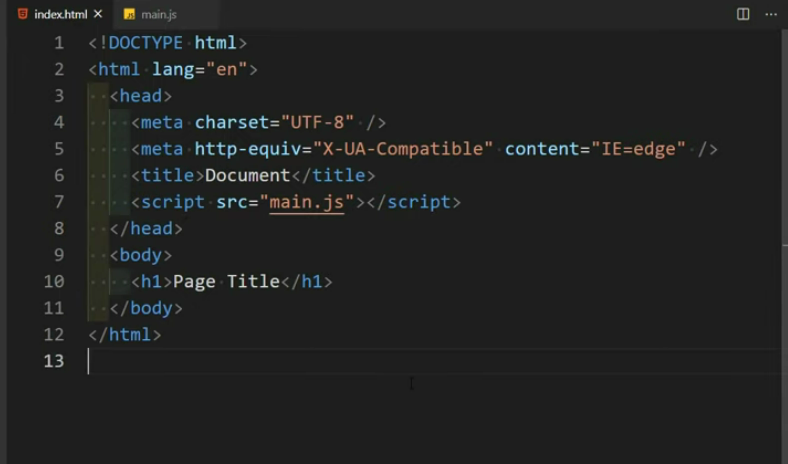 index.html × main.js ...
1 <!DOCTYPE html>
2 <html lang="en">
3 <head>
4 <meta charset="UTF-8" />
5 <meta http-equiv="X-UA-Compatible" content="IE=edge" />
6 <title>Document</title>
7 <script src="main.js"></script>
8 </head>
9 <body>
10 <h1>Page Title</h1>
11 </body>
12 </html>
13